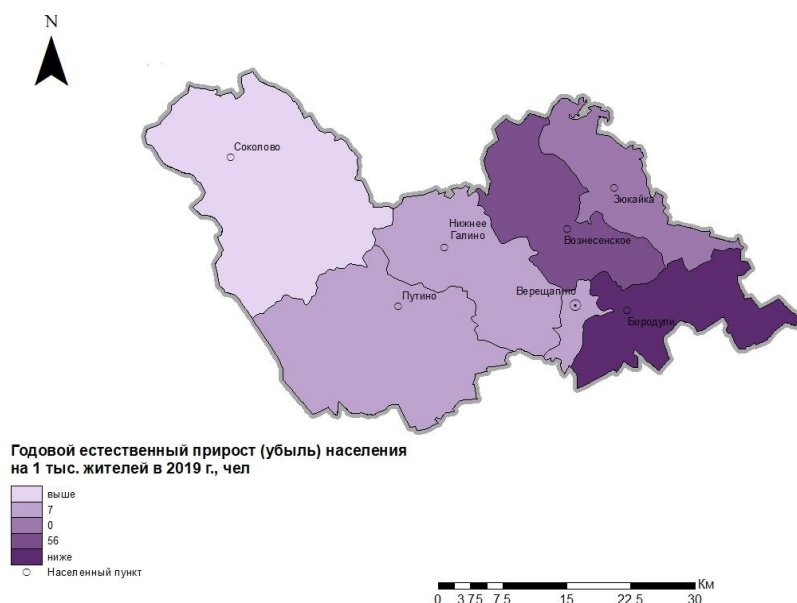 N
Соколово
Зюкайка
Нижнее
Галино
Вознесенское
Путино
Верещагино
Бородули
Годовой естественный прирост (убыль) населения
на 1 тыс. жителей в 2019 г., чел
выше
7
0
56
ниже
Населенный пункт
Км
0 3.75 7.5 15 22.5 30